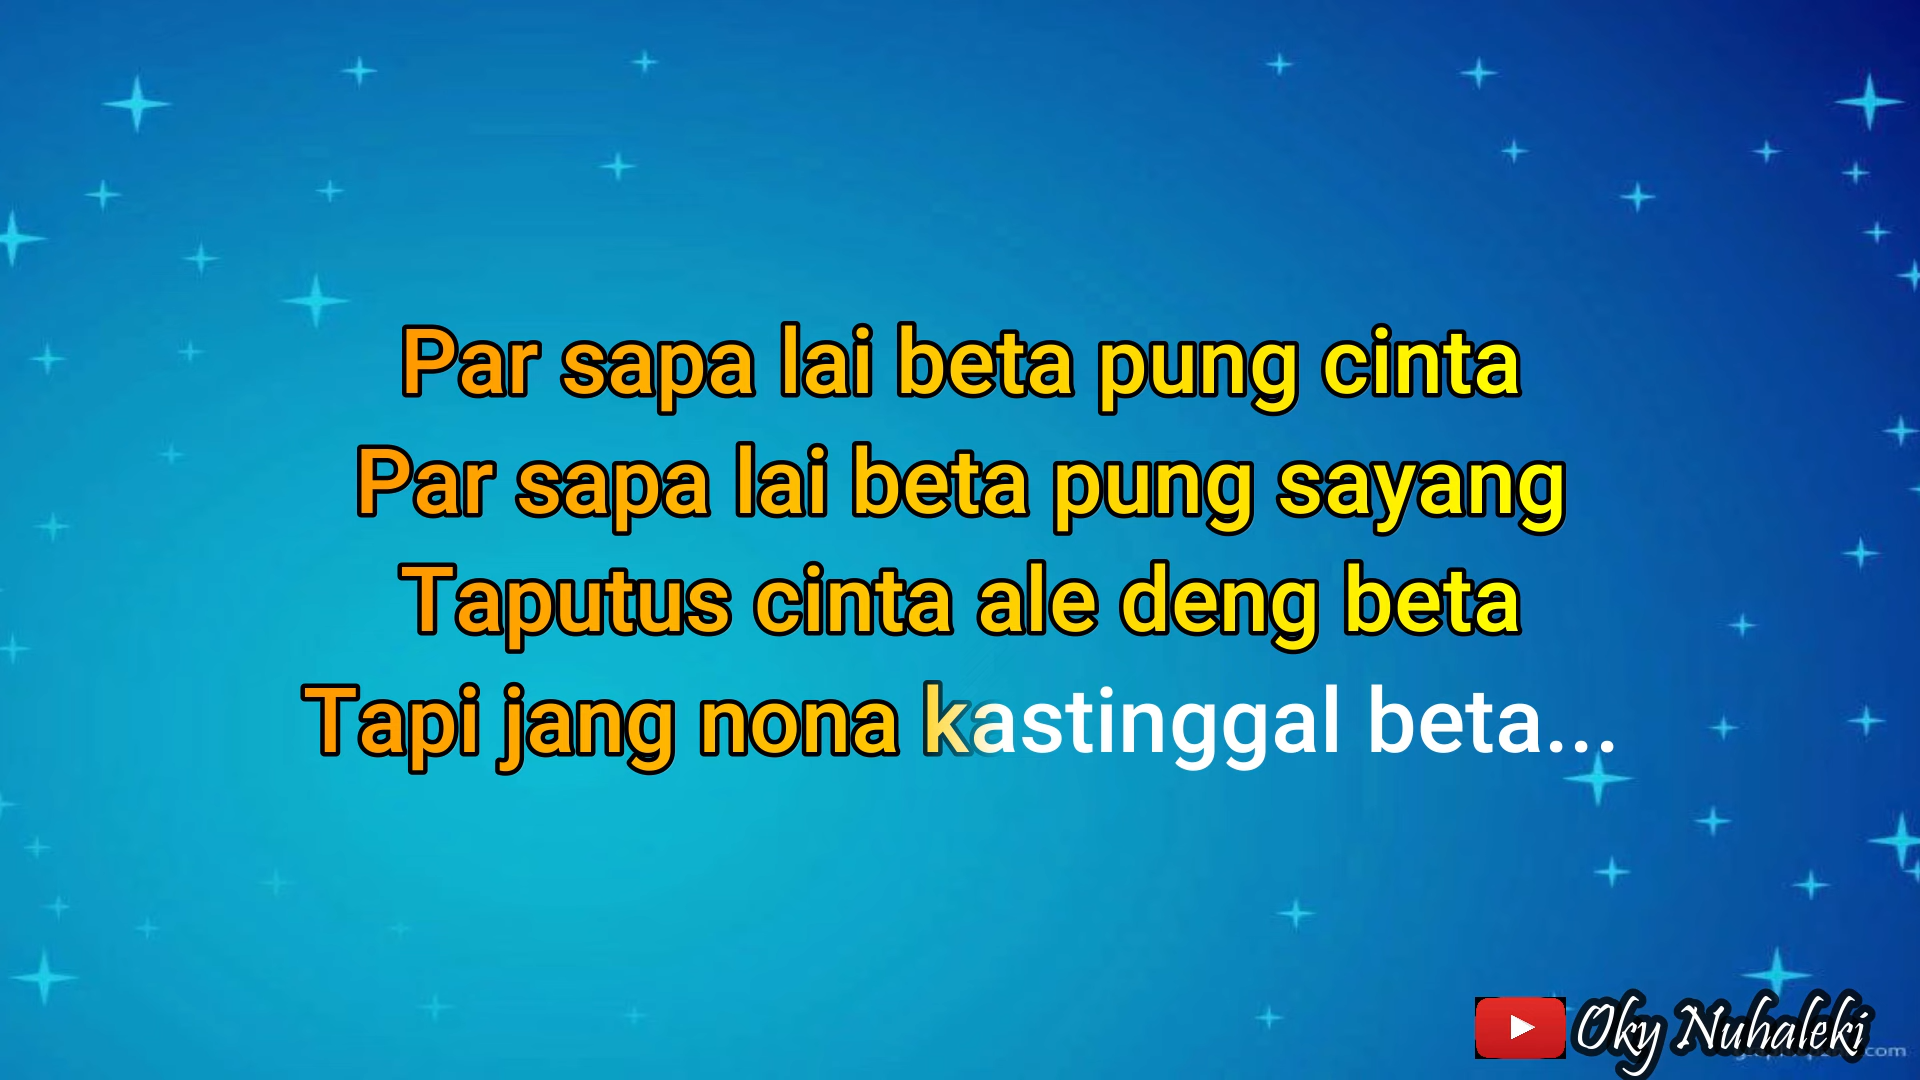 Par sapa lai beta pung cinta
Par sapa lai beta pung sayang
Taputus cinta ale deng beta
Tapi jang nona kastinggal beta...
Oky Nuhaleki